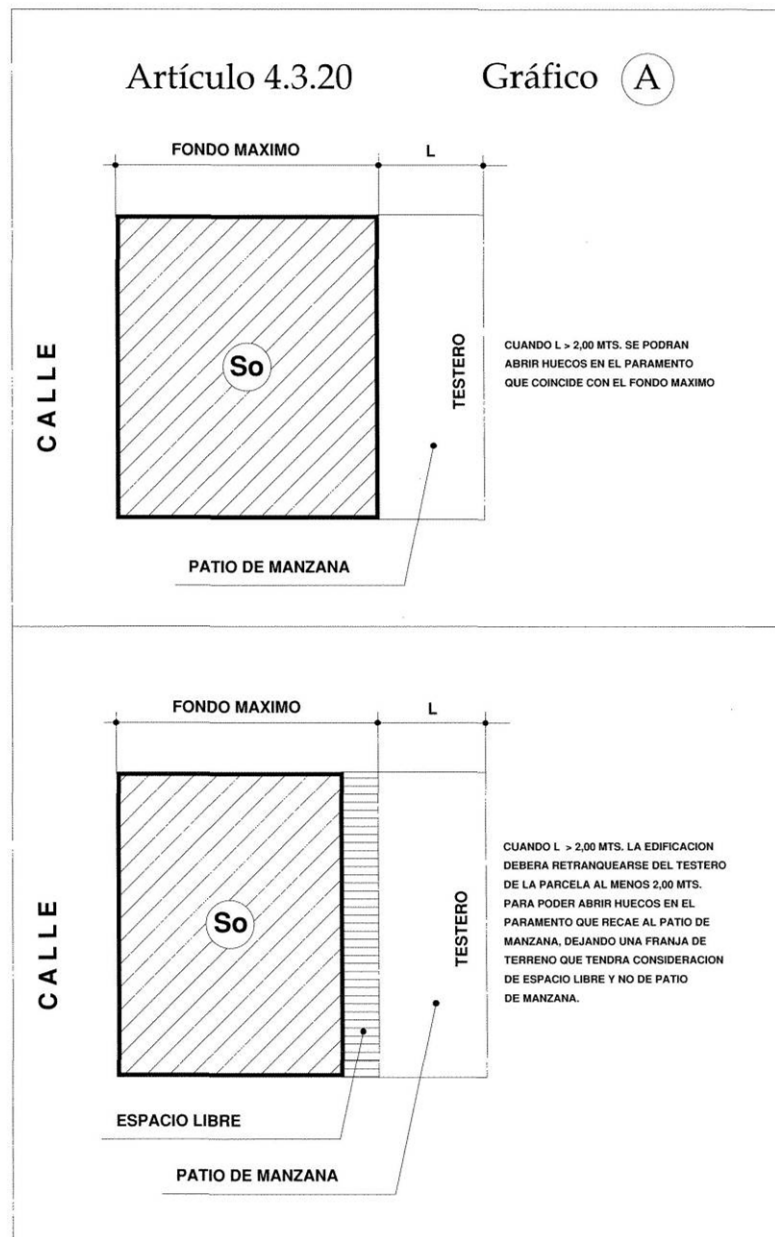 Artículo 4.3.20 Gráfico A
FONDO MAXIMO L
CALLE
So
TESTERO
CUANDO L > 2,00 MTS. SE PODRAN
ABRIR HUECOS EN EL PARAMENTO
QUE COINCIDE CON EL FONDO MAXIMO
PATIO DE MANZANA
FONDO MAXIMO L
CALLE
So
TESTERO
CUANDO L > 2,00 MTS. LA EDIFICACION
DEBERA RETRANQUEARSE DEL TESTERO
DE LA PARCELA AL MENOS 2,00 MTS.
PARA PODER ABRIR HUECOS EN EL
PARAMENTO QUE RECAE AL PATIO DE
MANZANA, DEJANDO UNA FRANJA DE
TERRENO QUE TENDRA CONSIDERACION
DE ESPACIO LIBRE Y NO DE PATIO
DE MANZANA.
ESPACIO LIBRE
PATIO DE MANZANA